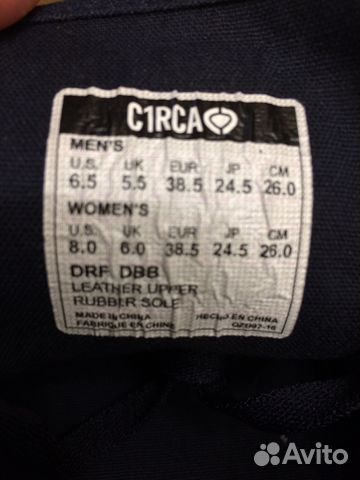 C1RCA
MEN'S
U.S. UK EUR JP CM
6.5 5.5 38.5 24.5 26.0
WOMEN'S
U.S. UK EUR JP CM
8.0 6.0 38.5 24.5 26.0
DRF DBB
LEATHER UPPER
RUBBER SOLE
MADE IN CHINA HECHO EN CHINA
FABRIQUE EN CHINE QZD97-16
Avito